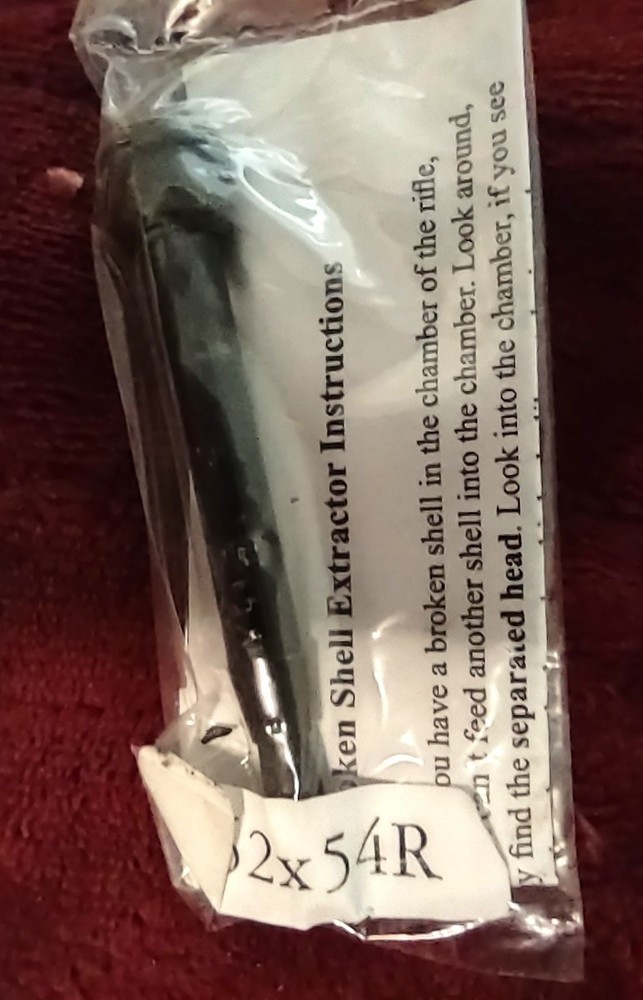 ken Shell Extractor Instructions
ou have a broken shell in the chamber of the rifle,
feed another shell into the chamber. Look around,
y find the separated head. Look into the chamber, if you see
2x54R